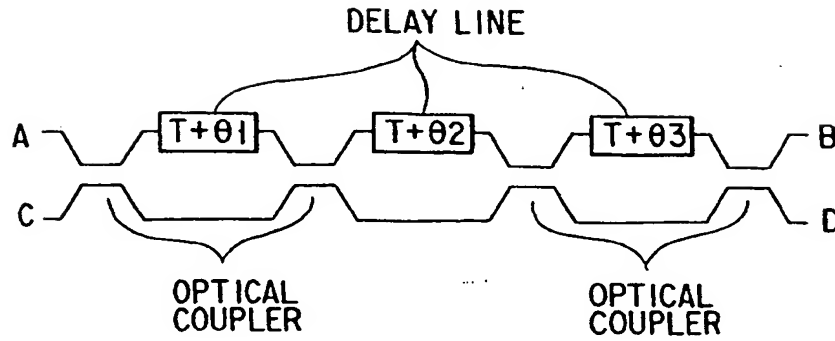 DELAY LINE
A T+θ1 T+θ2 T+θ3 B
C D
OPTICAL COUPLER OPTICAL COUPLER